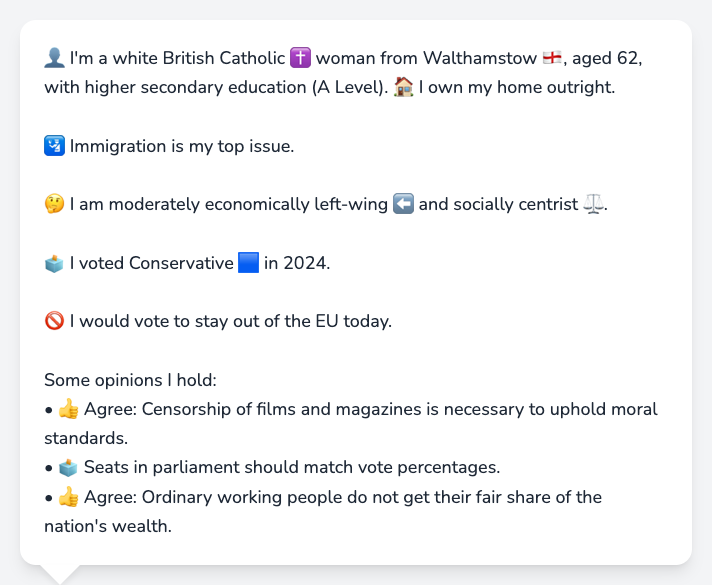 👤 I'm a white British Catholic ✝️ woman from Walthamstow 🏴󠁧󠁢󠁥󠁮󠁧󠁿, aged 62,
with higher secondary education (A Level). 🏠 I own my home outright.
🛂 Immigration is my top issue.
🤔 I am moderately economically left-wing ⬅️ and socially centrist ⚖️.
🗳️ I voted Conservative 🟦 in 2024.
🚫 I would vote to stay out of the EU today.
Some opinions I hold:
• 👍 Agree: Censorship of films and magazines is necessary to uphold moral
standards.
• 🗳️ Seats in parliament should match vote percentages.
• 👍 Agree: Ordinary working people do not get their fair share of the
nation's wealth.